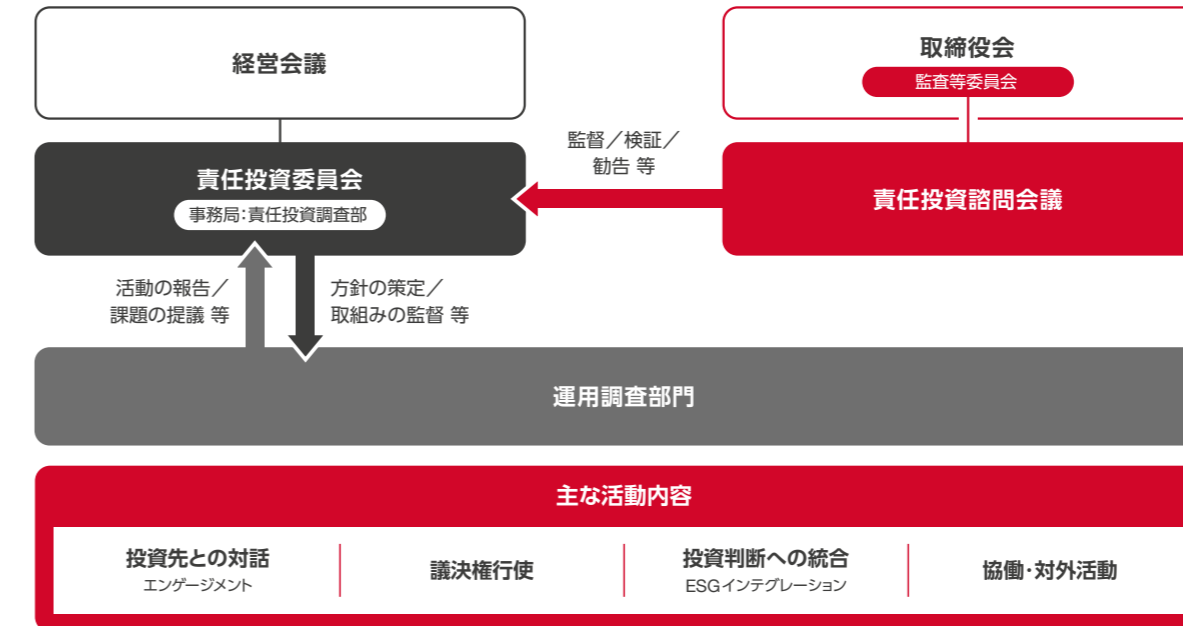 経営会議
取締役会
監査等委員会
監督／検証／
勧告 等
責任投資委員会
事務局：責任投資調査部
責任投資諮問会議
活動の報告／
課題の提議 等
方針の策定／
取組みの監督 等
運用調査部門
主な活動内容
投資先との対話
エンゲージメント
議決権行使
投資判断への統合
ESGインテグレーション
協働・対外活動